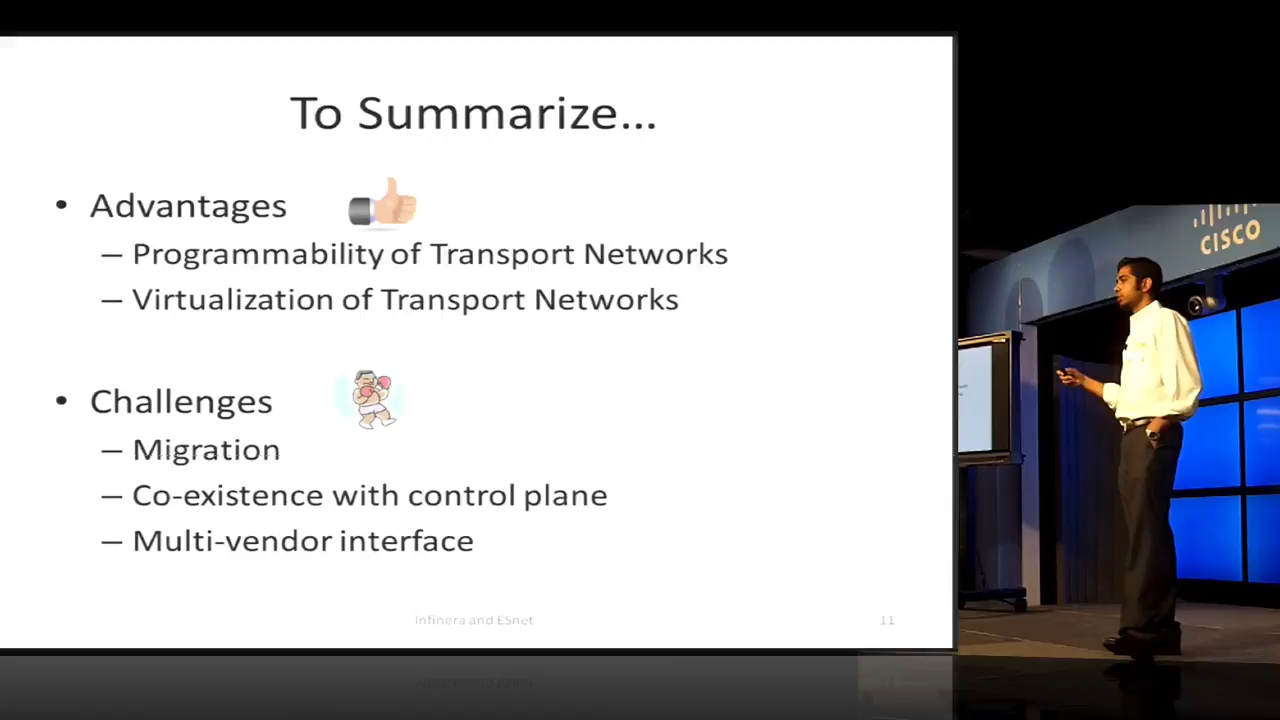 To Summarize...
• Advantages
– Programmability of Transport Networks
– Virtualization of Transport Networks
• Challenges
– Migration
– Co-existence with control plane
– Multi-vendor interface
Infinera and ESnet
11
CISCO